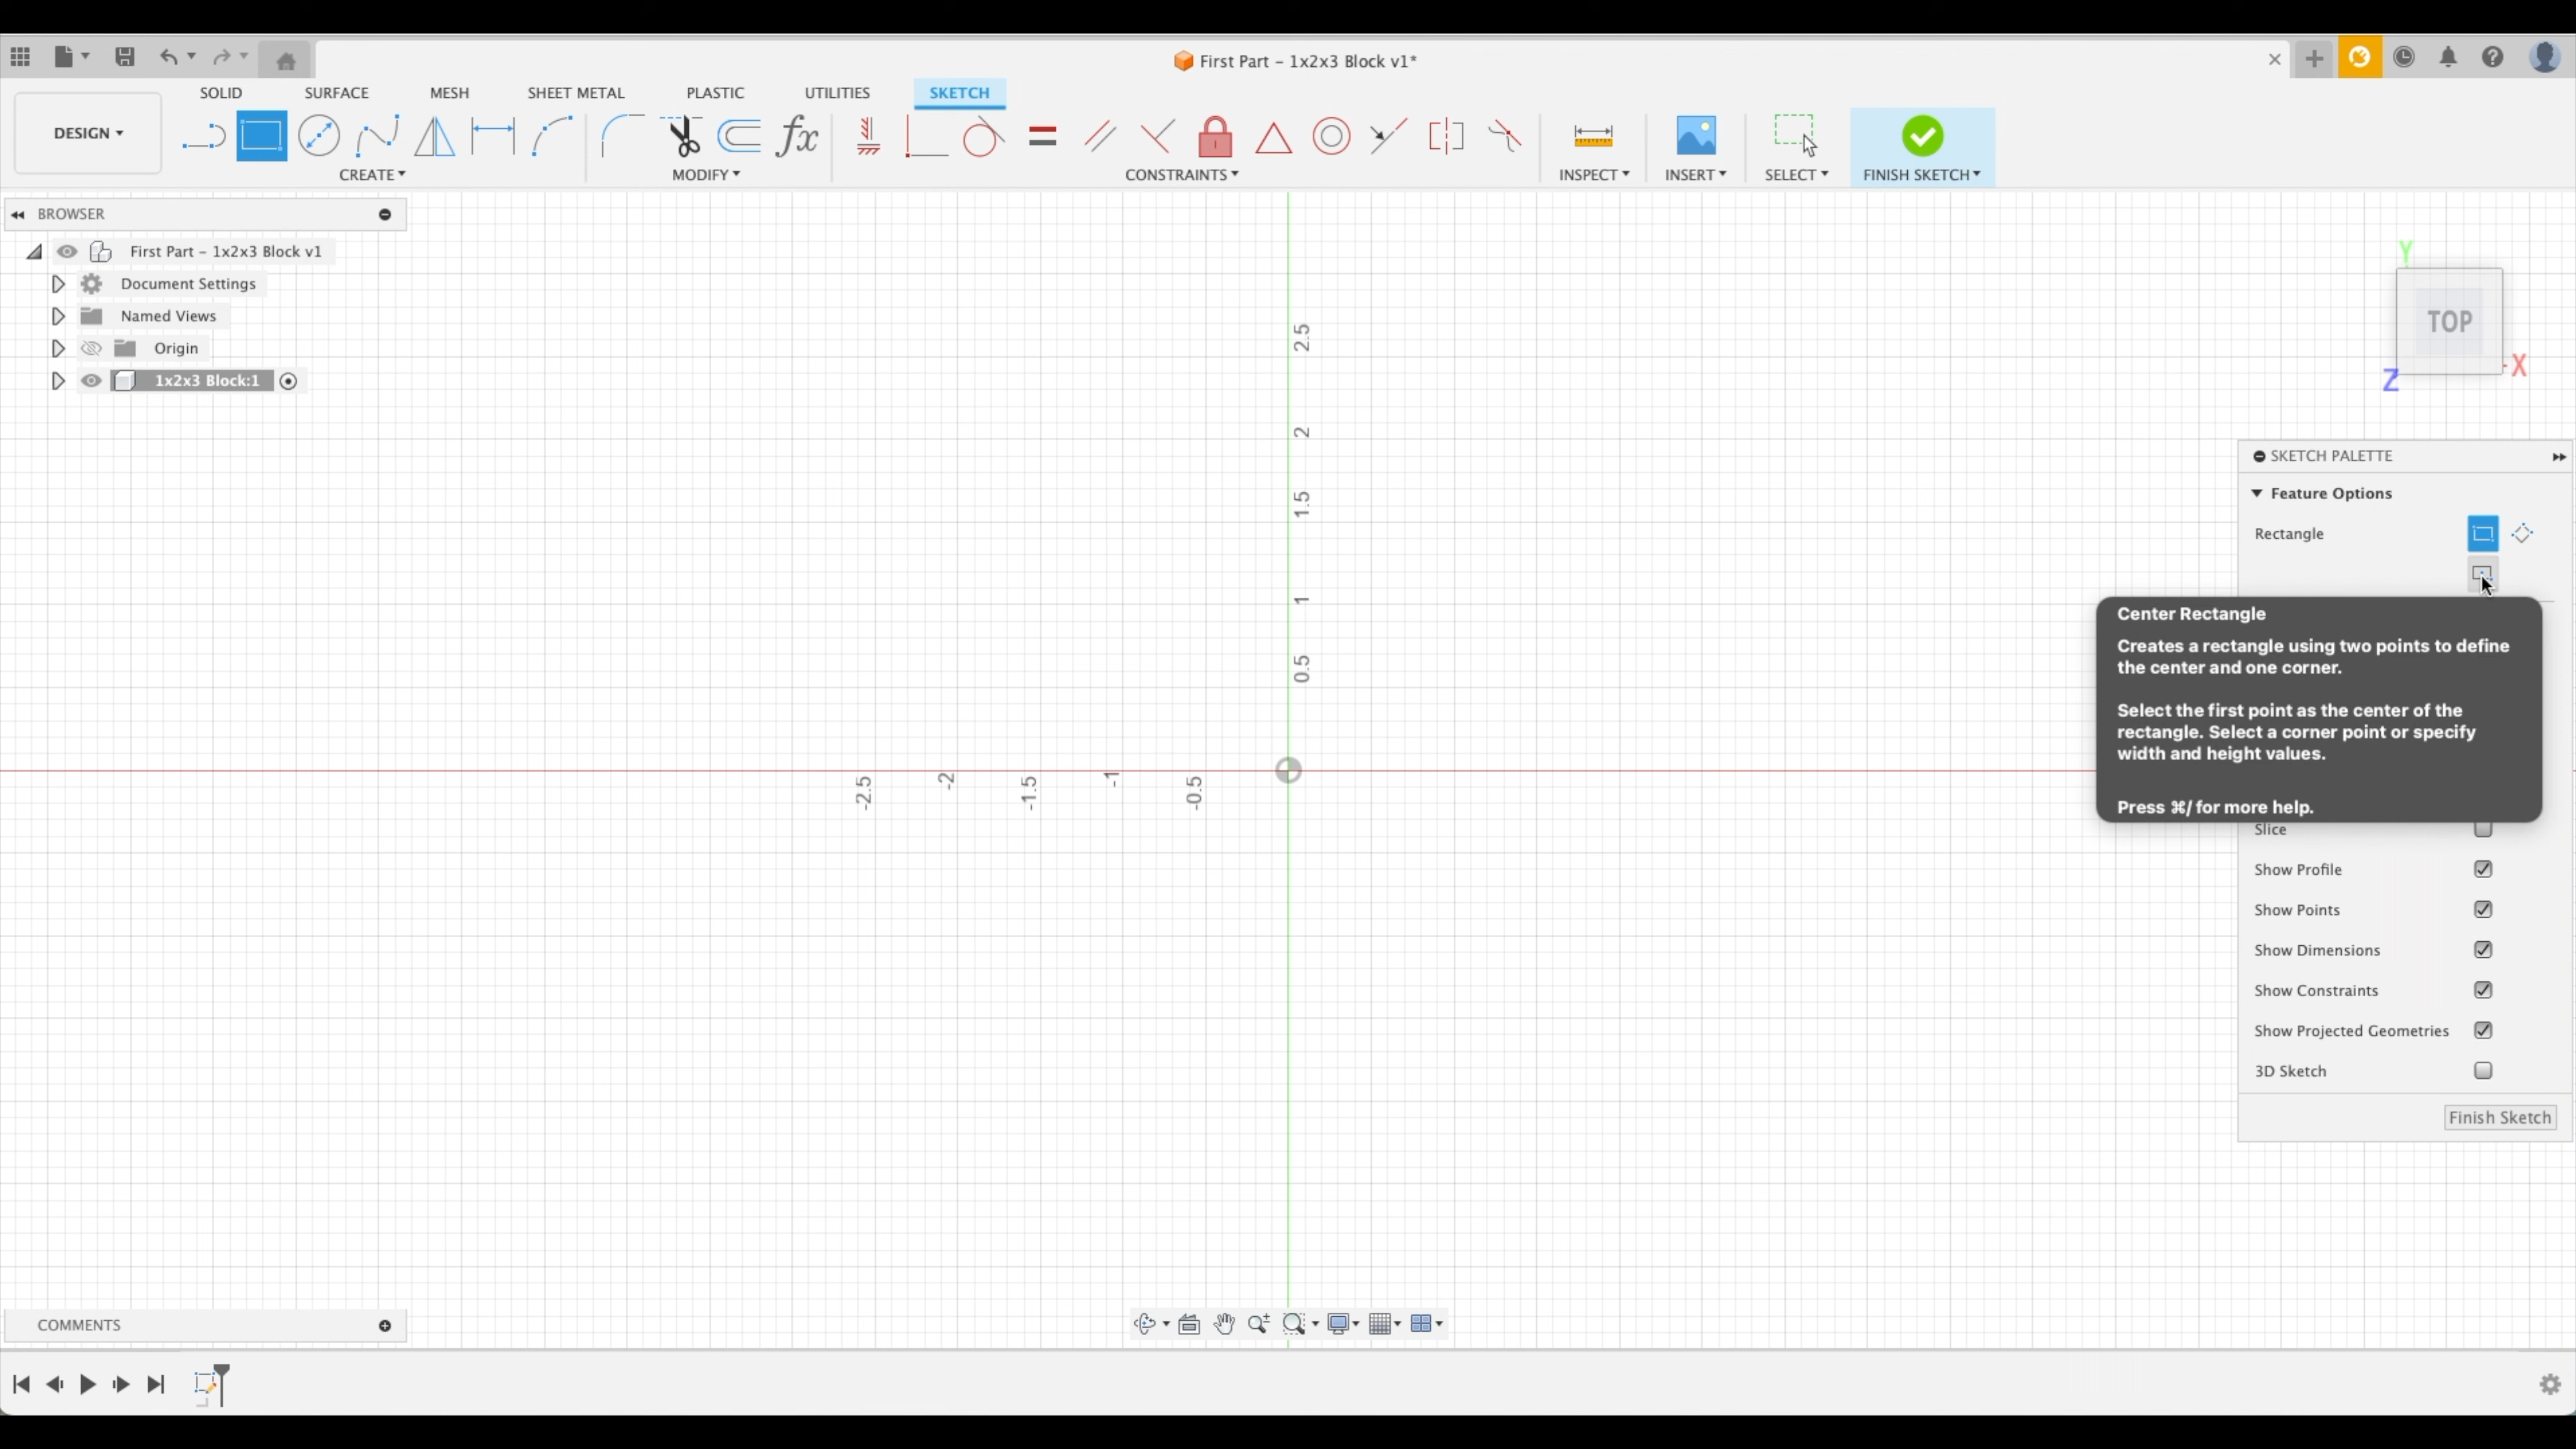 First Part – 1x2x3 Block v1*
SOLID SURFACE MESH SHEET METAL PLASTIC UTILITIES SKETCH
DESIGN
fx
CREATE MODIFY CONSTRAINTS INSPECT INSERT SELECT FINISH SKETCH
BROWSER
First Part – 1x2x3 Block v1
Document Settings
Named Views
Origin
1x2x3 Block:1
2.5
2
1.5
1
0.5
-2.5 -2 -1.5 -1 -0.5
Y
TOP
X
Z
SKETCH PALETTE
Feature Options
Rectangle
Center Rectangle
Creates a rectangle using two points to define
the center and one corner.
Select the first point as the center of the
rectangle. Select a corner point or specify
width and height values.
Press ⌘/ for more help.
Slice
Show Profile
Show Points
Show Dimensions
Show Constraints
Show Projected Geometries
3D Sketch
Finish Sketch
COMMENTS